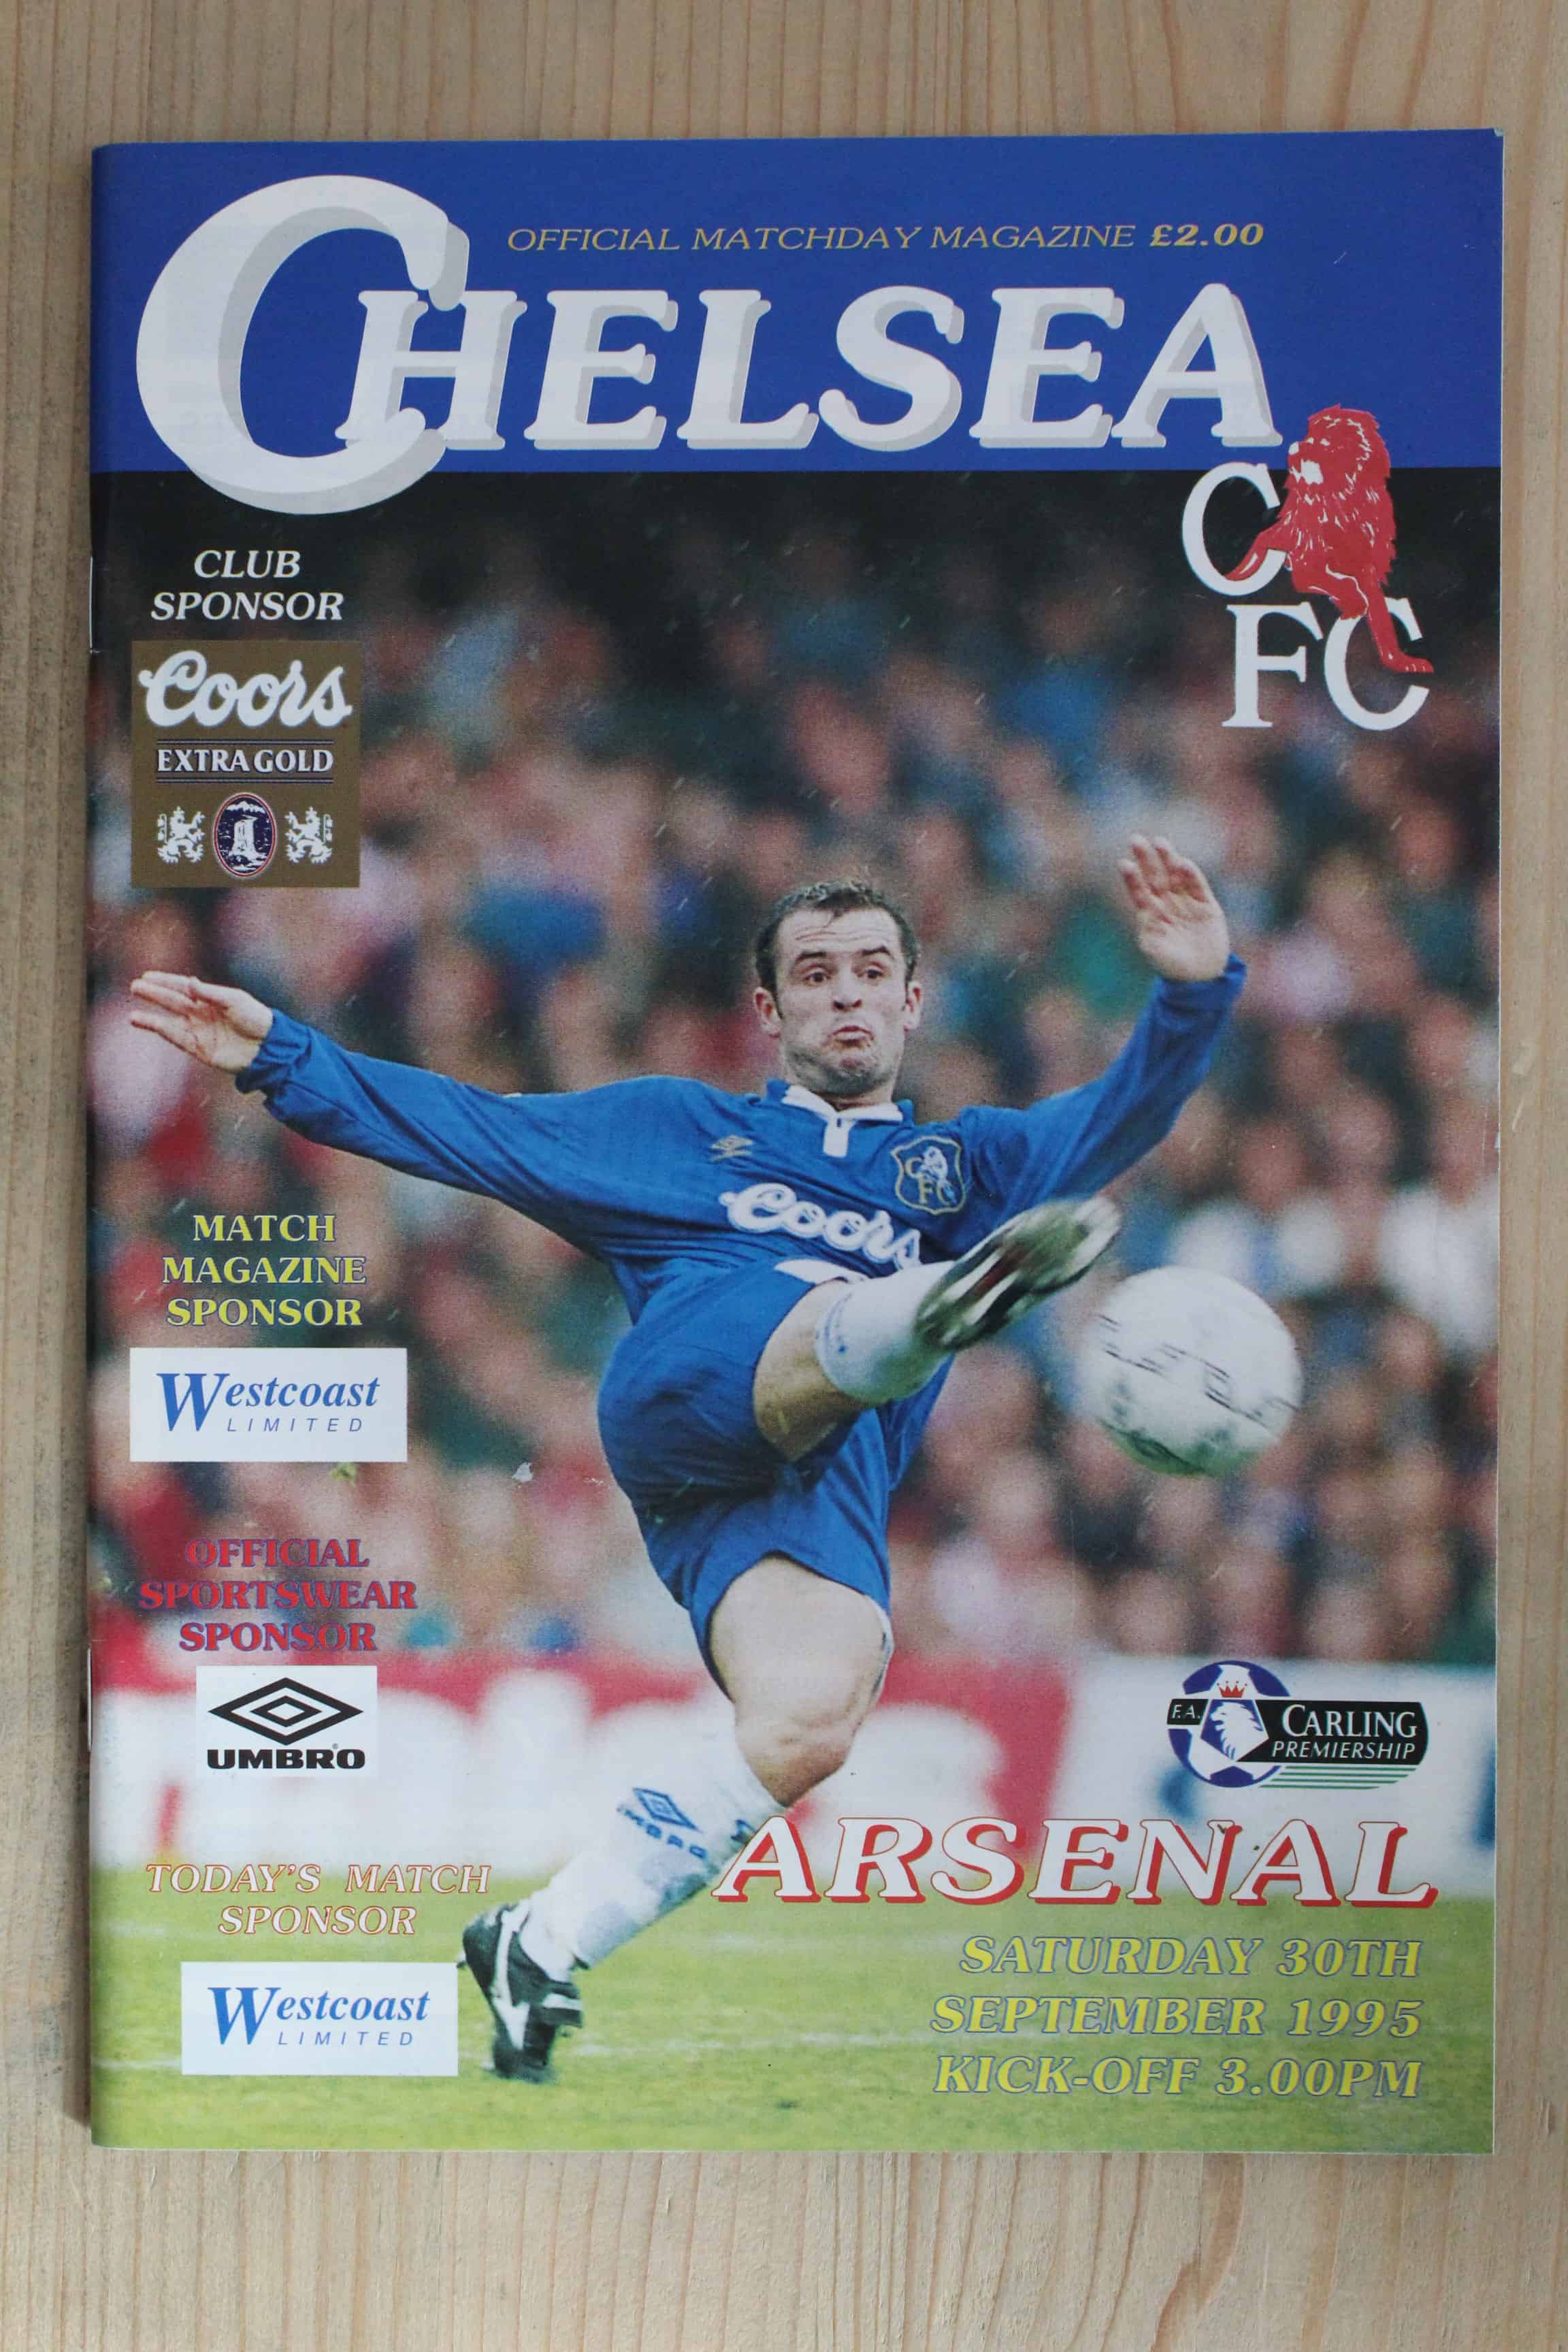 OFFICIAL MATCHDAY MAGAZINE £2.00
CHELSEA
C
FC
CLUB
SPONSOR
Coors
EXTRA GOLD
CFC
Coors
MATCH
MAGAZINE
SPONSOR
Westcoast
LIMITED
OFFICIAL
SPORTSWEAR
SPONSOR
UMBRO
UMBRO
F.A. CARLING
PREMIERSHIP
ARSENAL
TODAY'S MATCH
SPONSOR
Westcoast
LIMITED
SATURDAY 30TH
SEPTEMBER 1995
KICK-OFF 3.00PM